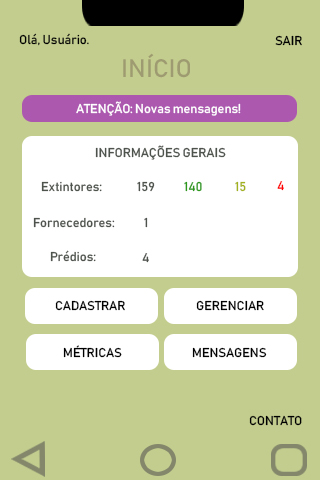 Olá, Usuário.
SAIR
INÍCIO
ATENÇÃO: Novas mensagens!
INFORMAÇÕES GERAIS
Extintores: 159 140 15 4
Fornecedores: 1
Prédios: 4
CADASTRAR GERENCIAR
MÉTRICAS MENSAGENS
CONTATO